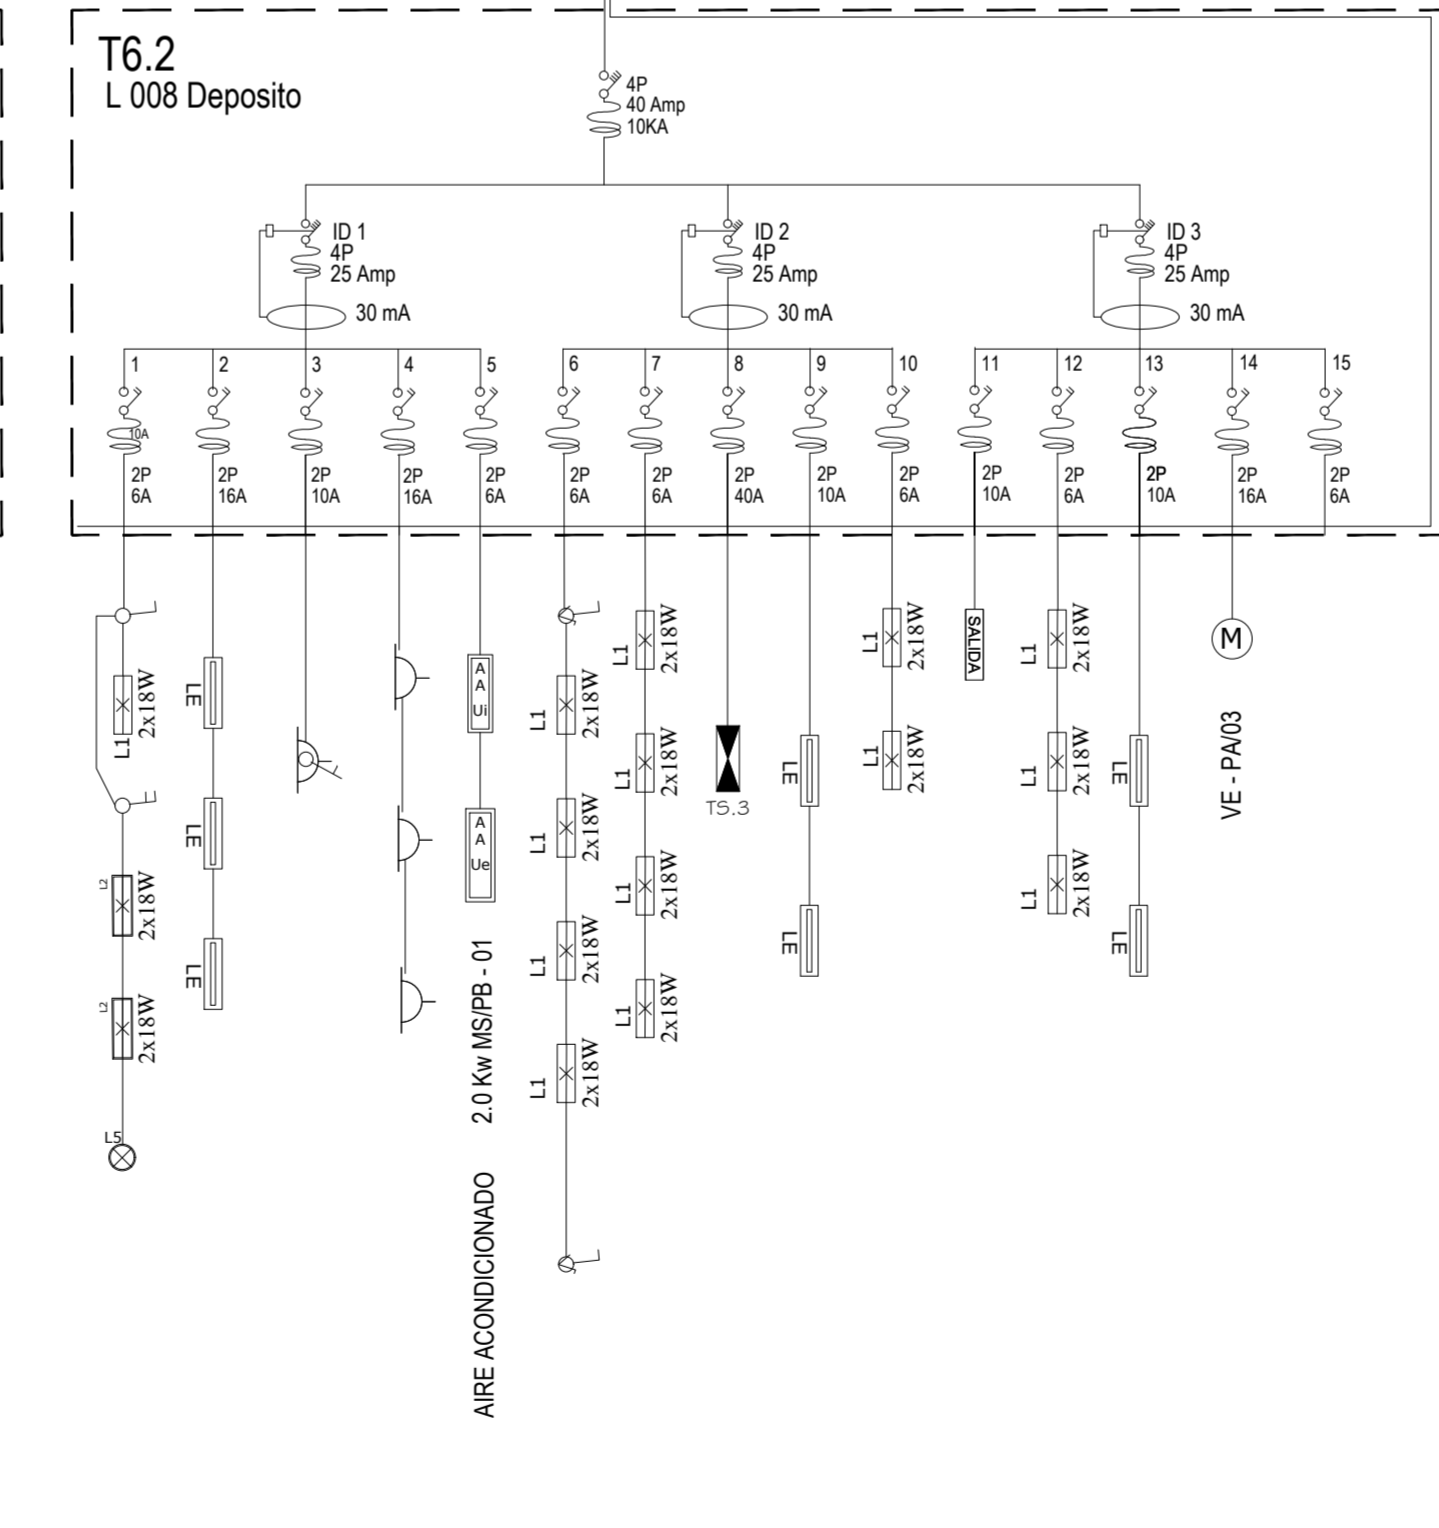 T6.2
L 008 Deposito
4P
40 Amp
10KA
ID 1
4P
25 Amp
30 mA
ID 2
4P
25 Amp
30 mA
ID 3
4P
25 Amp
30 mA
1
2
3
4
5
6
7
8
9
10
11
12
13
14
15
10A
2P
6A
2P
16A
2P
10A
2P
16A
2P
6A
2P
6A
2P
6A
2P
40A
2P
10A
2P
6A
2P
10A
2P
6A
2P
10A
2P
16A
2P
6A
L1
2x18W
L2
2x18W
L2
2x18W
L5
LE
LE
LE
A
A
Ui
A
A
Ue
AIRE ACONDICIONADO 2.0 Kw MS/PB - 01
L1
2x18W
L1
2x18W
L1
2x18W
L1
2x18W
L1
2x18W
L1
2x18W
L1
2x18W
L1
2x18W
TS.3
LE
LE
L1
2x18W
L1
2x18W
SALIDA
L1
2x18W
L1
2x18W
L1
2x18W
LE
LE
M
VE - PA/03